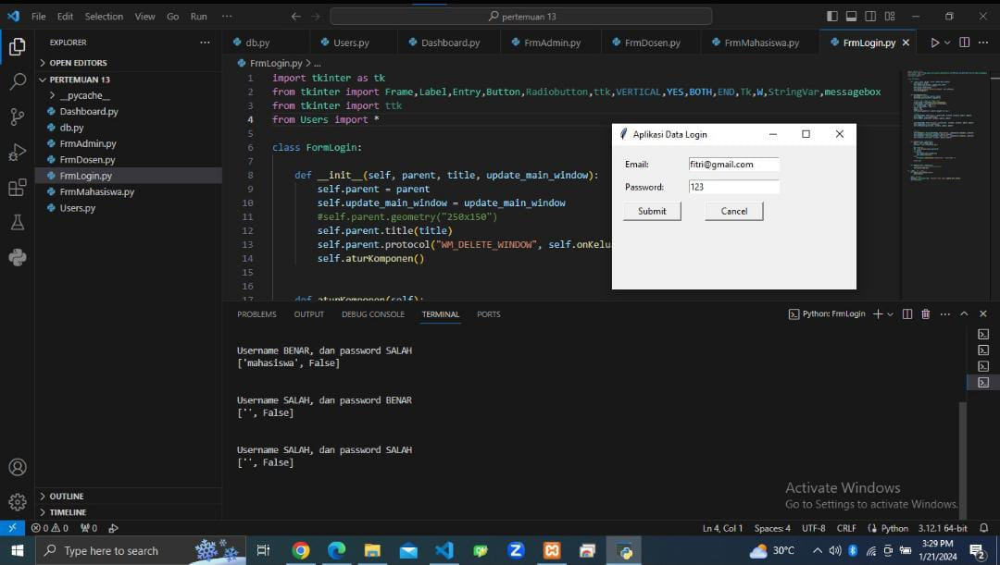 File Edit Selection View Go Run ··· ← → pertemuan 13
EXPLORER ···
OPEN EDITORS
PERTEMUAN 13
__pycache__
Dashboard.py
db.py
FrmAdmin.py
FrmDosen.py
FrmLogin.py
FrmMahasiswa.py
Users.py
OUTLINE
TIMELINE
db.py Users.py Dashboard.py FrmAdmin.py FrmDosen.py FrmMahasiswa.py FrmLogin.py
FrmLogin.py > ...
1 import tkinter as tk
2 from tkinter import Frame,Label,Entry,Button,Radiobutton,ttk,VERTICAL,YES,BOTH,END,Tk,W,StringVar,messagebox
3 from tkinter import ttk
4 from Users import *
5
6 class FormLogin:
7
8 def __init__(self, parent, title, update_main_window):
9 self.parent = parent
10 self.update_main_window = update_main_window
11 #self.parent.geometry("250x150")
12 self.parent.title(title)
13 self.parent.protocol("WM_DELETE_WINDOW", self.onKelu
14 self.aturKomponen()
15
16
17 def aturKomponen(self):
Aplikasi Data Login
Email: fitri@gmail.com
Password: 123
Submit Cancel
PROBLEMS OUTPUT DEBUG CONSOLE TERMINAL PORTS Python: FrmLogin
Username BENAR, dan password SALAH
['mahasiswa', False]
Username SALAH, dan password BENAR
['', False]
Username SALAH, dan password SALAH
['', False]
Activate Windows
Go to Settings to activate Windows.
0 0 0 Ln 4, Col 1 Spaces: 4 UTF-8 CRLF Python 3.12.1 64-bit
Type here to search 30°C 3:29 PM
1/21/2024 2